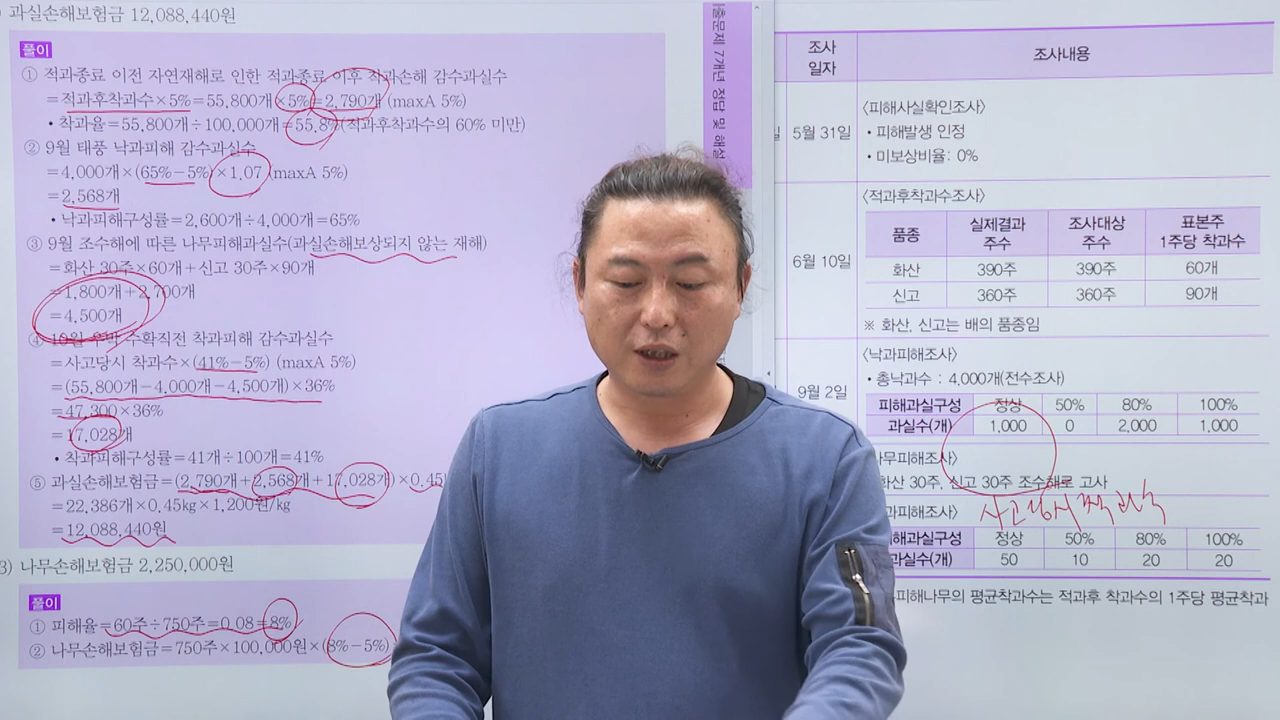 ) 과실손해보험금 12,088,440원
풀이
① 적과종료 이전 자연재해로 인한 적과종료 이후 착과손해 감수과실수
=적과후착과수×5%=55,800개×5%=2,790개 (maxA 5%)
• 착과율=55,800개÷100,000개=55.8%(적과후착과수의 60% 미만)
② 9월 태풍 낙과피해 감수과실수
=4,000개×(65%-5%)×1.07(maxA 5%)
=2,568개
• 낙과피해구성률=2,600개÷4,000개=65%
③ 9월 조수해에 따른 나무피해과실수(과실손해보상되지 않는 재해)
=화산 30주×60개+신고 30주×90개
=1,800개+2,700개
=4,500개
④ 10월 우박 수확직전 착과피해 감수과실수
=사고당시 착과수×(41%-5%) (maxA 5%)
=(55,800개-4,000개-4,500개)×36%
=47,300×36%
=17,028개
• 착과피해구성률=41개÷100개=41%
⑤ 과실손해보험금=(2,790개+2,568개+17,028개)×0.45
=22,386개×0.45kg×1,200원/kg
=12,088,440원
3) 나무손해보험금 2,250,000원
풀이
① 피해율=60주÷750주=0.08=8%
② 나무손해보험금=750주×100,000원×(8%-5%)
출문제 7개년 정답 및 해설
조사 일자 조사내용
5월 31일
〈피해사실확인조사〉
• 피해발생 인정
• 미보상비율: 0%
6월 10일
〈적과후착과수조사〉
품종 실제결과 주수 조사대상 주수 표본주 1주당 착과수
화산 390주 390주 60개
신고 360주 360주 90개
※ 화산, 신고는 배의 품종임
9월 2일
〈낙과피해조사〉
• 총낙과수 : 4,000개(전수조사)
피해과실구성 정상 50% 80% 100%
과실수(개) 1,000 0 2,000 1,000
나무피해조사〉
화산 30주, 신고 30주 조수해로 고사
과피해조사〉 사고당시 착과수
해과실구성 정상 50% 80% 100%
과실수(개) 50 10 20 20
피해나무의 평균착과수는 적과후 착과수의 1주당 평균착과